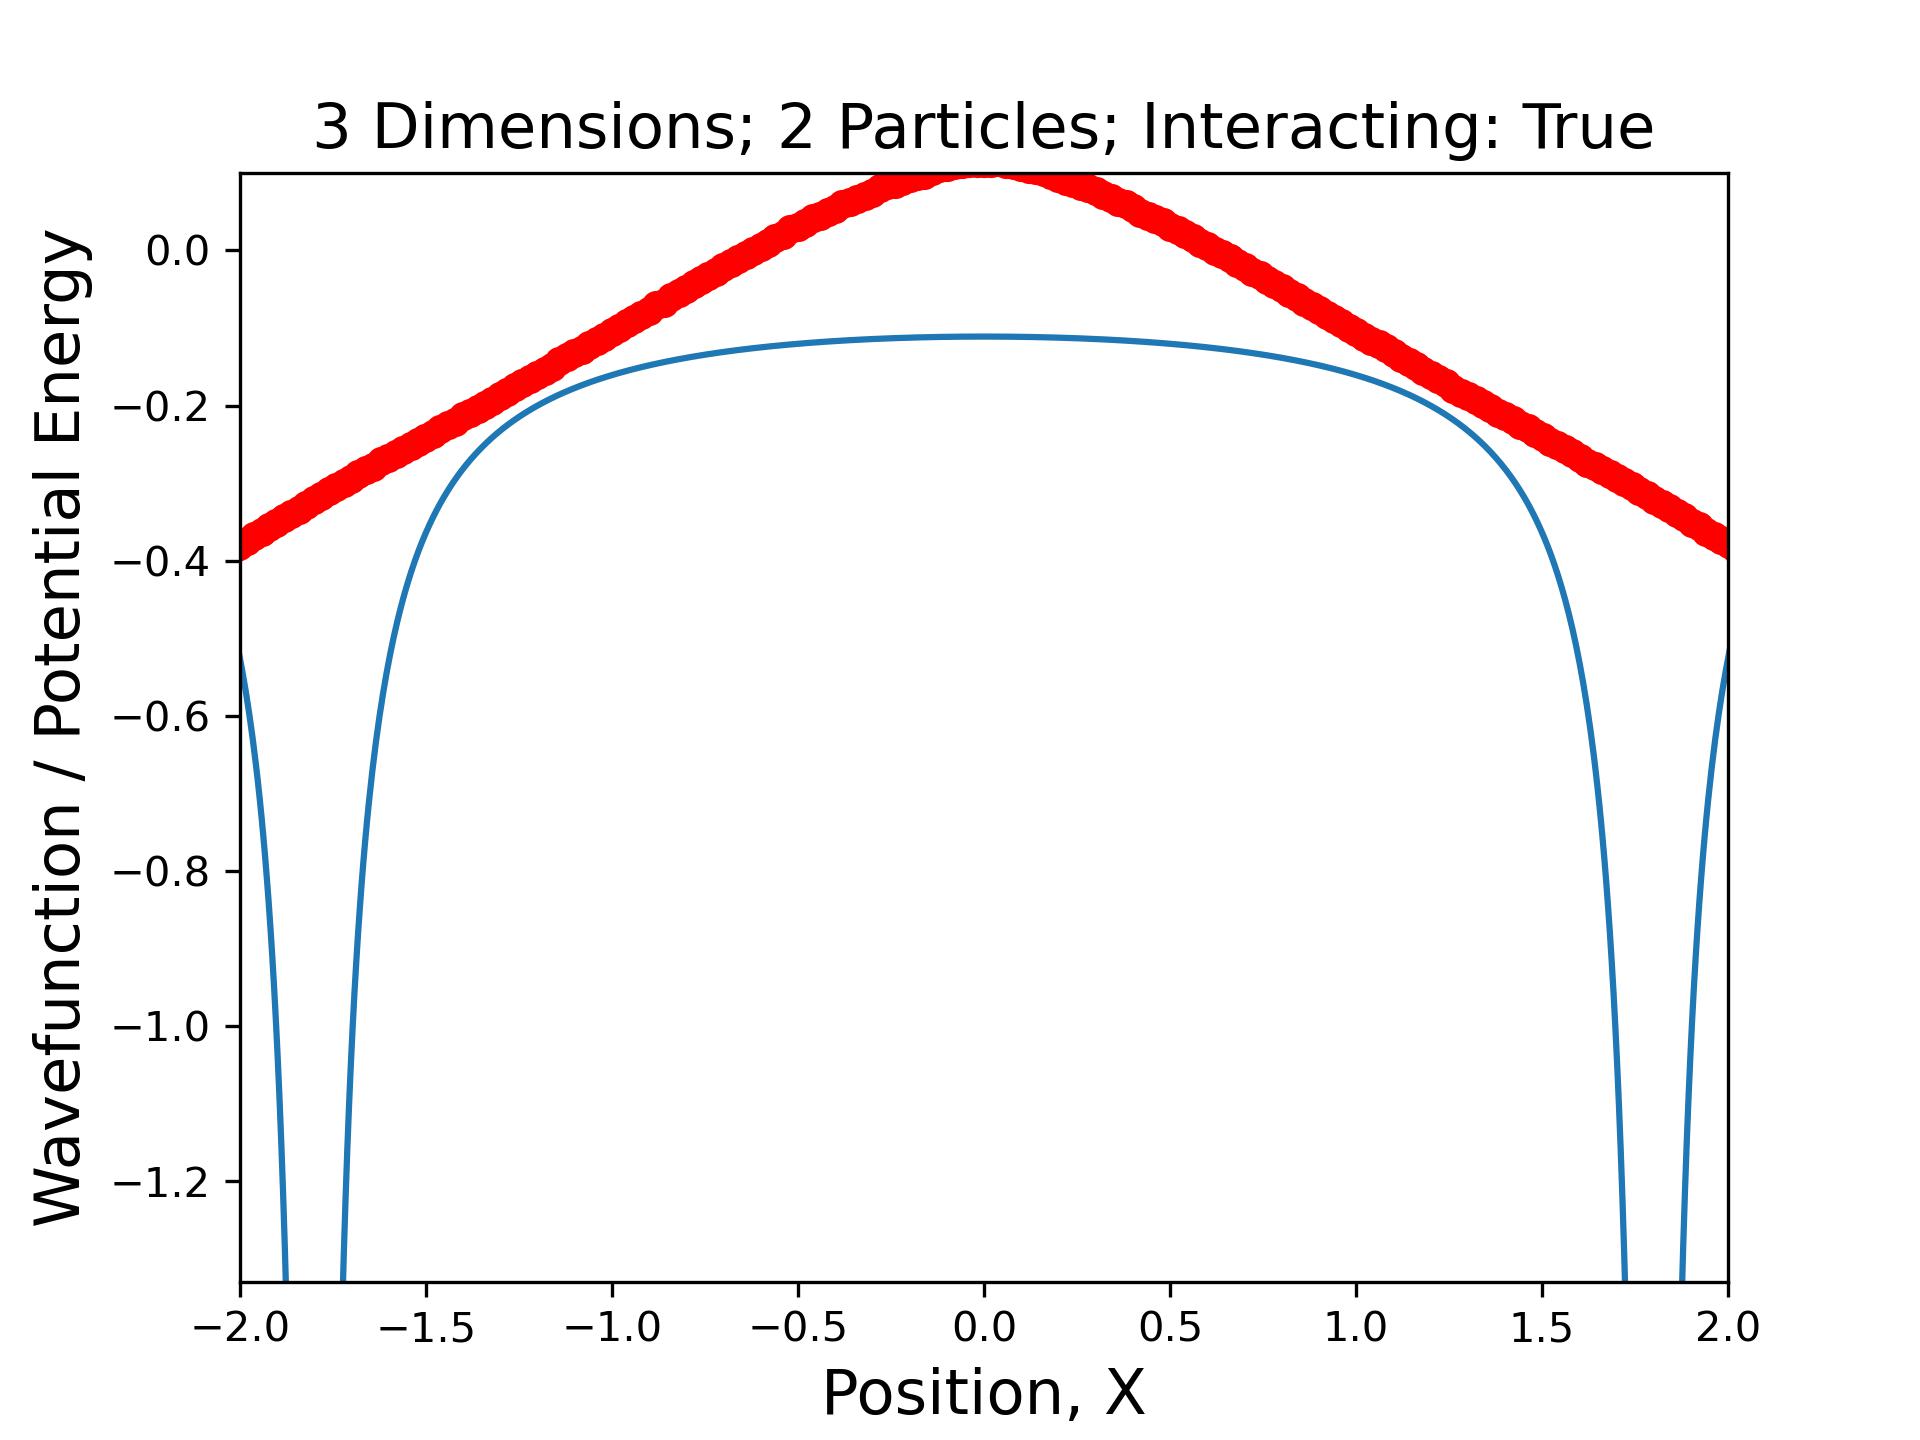 3 Dimensions; 2 Particles; Interacting: True
Wavefunction / Potential Energy
0.0
−0.2
−0.4
−0.6
−0.8
−1.0
−1.2
−2.0 −1.5 −1.0 −0.5 0.0 0.5 1.0 1.5 2.0
Position, X